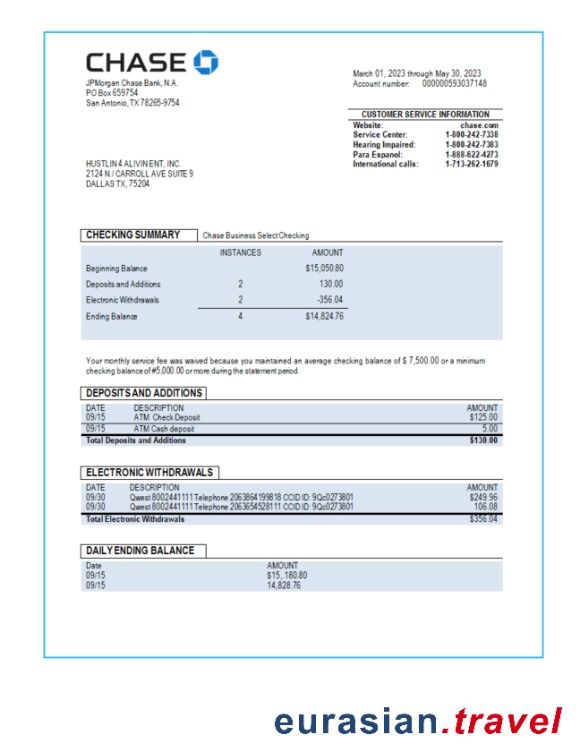 CHASE
JPMorgan Chase Bank, N.A.
PO Box 659754
San Antonio, TX 78265-9754
March 01, 2023 through May 30, 2023
Account number: 000000593037148
CUSTOMER SERVICE INFORMATION
Website: chase.com
Service Center: 1-800-242-7338
Hearing Impaired: 1-800-242-7383
Para Espanol: 1-888-622-4273
International calls: 1-713-262-1679
HUSTLIN 4 ALIVIN ENT, INC.
2124 N./ CARROLL AVE SUITE 9
DALLAS TX, 75204
CHECKING SUMMARY Chase Business Select Checking
INSTANCES AMOUNT
Beginning Balance $15,050.80
Deposits and Additions 2 130.00
Electronic Withdrawals 2 -356.04
Ending Balance 4 $14,824.76
Your monthly service fee was waived because you maintained an average checking balance of $ 7,500.00 or a minimum
checking balance of #5,000.00 or more during the statement period
DEPOSITS AND ADDITIONS
DATE DESCRIPTION AMOUNT
09/15 ATM Check Deposit $125.00
09/15 ATM Cash deposit 5.00
Total Deposits and Additions $130.00
ELECTRONIC WITHDRAWALS
DATE DESCRIPTION AMOUNT
09/30 Qwest 8002441111 Telephone 2063864199818 CCID ID: 9Qc0273801 $249.96
09/30 Qwest 8002441111 Telephone 2063654528111 CCID ID: 9Qc0273801 106.08
Total Electronic Withdrawals $356.04
DAILY ENDING BALANCE
Date AMOUNT
09/15 $15, 180.80
09/15 14,828.76
eurasian.travel